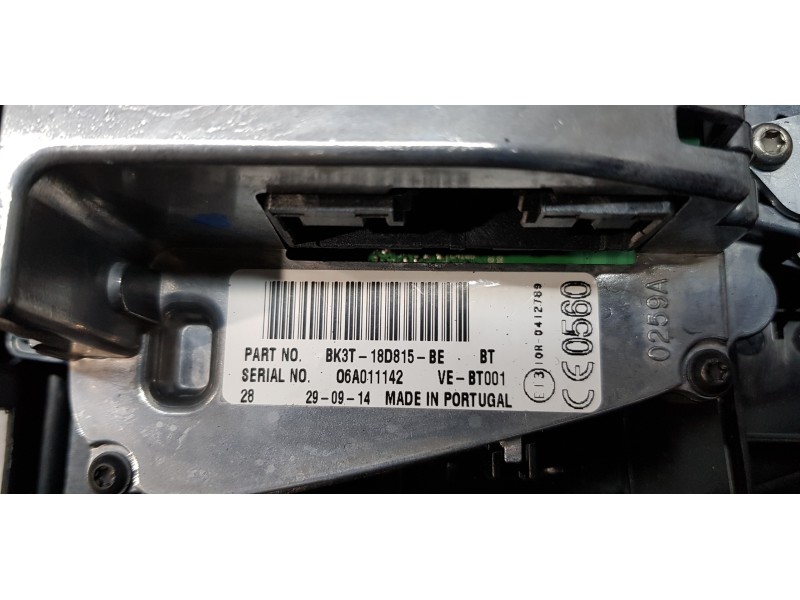 PART NO. BK3T-18D815-BE BT
SERIAL NO. 06A011142 VE-BT001
28 29-09-14 MADE IN PORTUGAL
E13 10R-0412789
CE0560
0259A